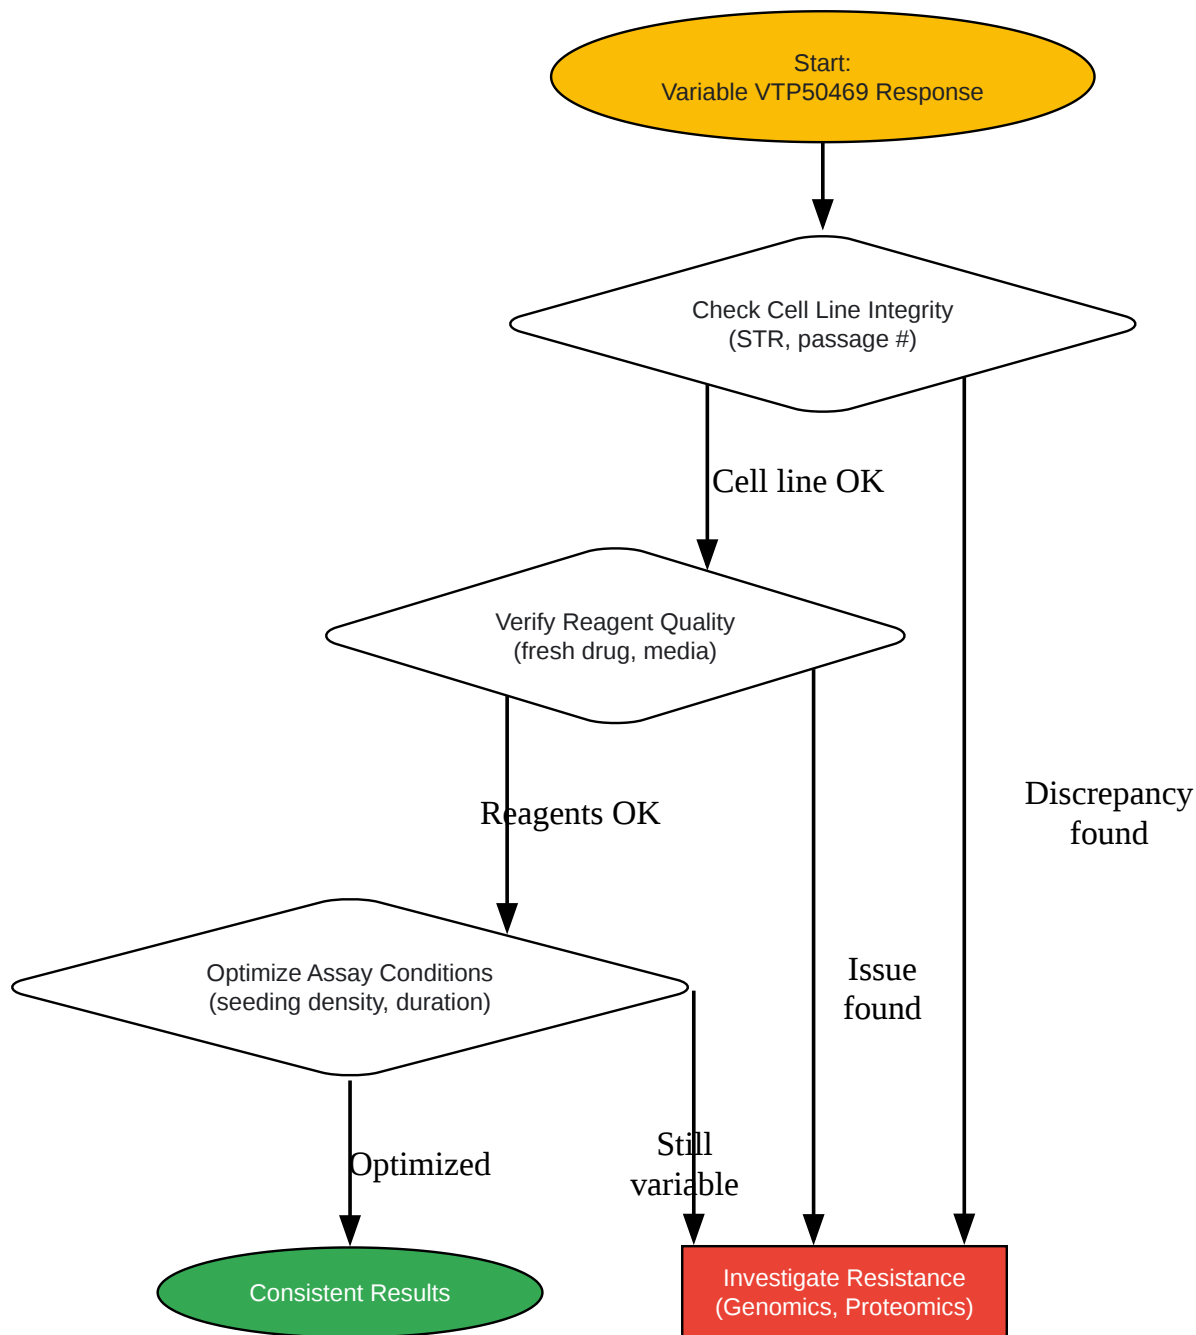 Start:
Variable VTP50469 Response
Check Cell Line Integrity
(STR, passage #)
Cell line OK
Verify Reagent Quality
(fresh drug, media)
Reagents OK
Discrepancy
found
Optimize Assay Conditions
(seeding density, duration)
Issue
found
Optimized
Still
variable
Consistent Results
Investigate Resistance
(Genomics, Proteomics)